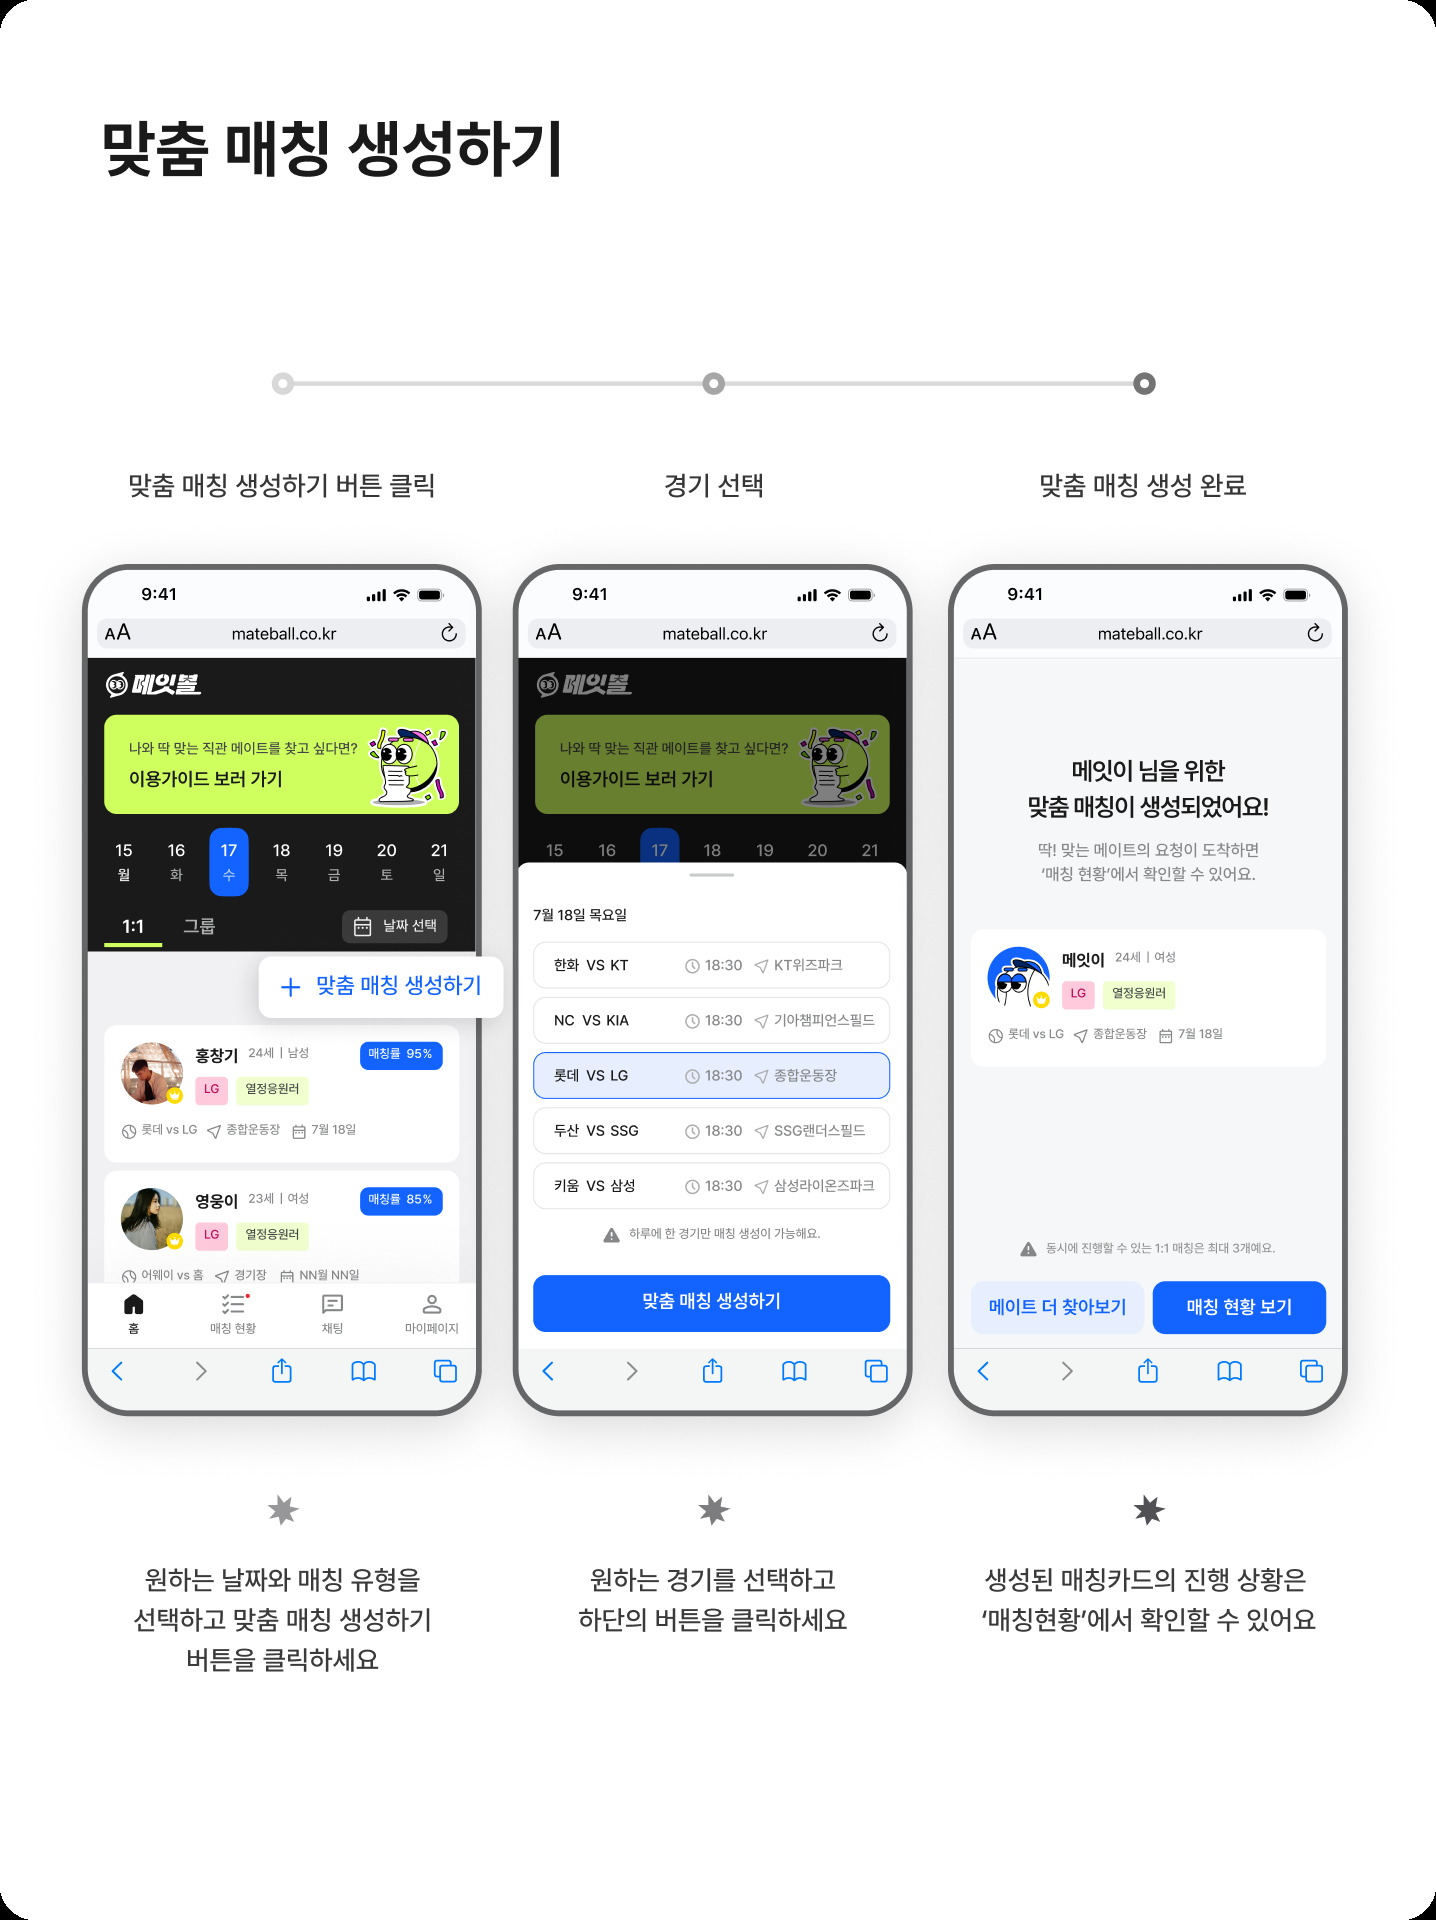 맞춤 매칭 생성하기
맞춤 매칭 생성하기 버튼 클릭
경기 선택
맞춤 매칭 생성 완료
9:41
AA mateball.co.kr
메잇볼
나와 딱 맞는 직관 메이트를 찾고 싶다면?
이용가이드 보러 가기
15 16 17 18 19 20 21
월 화 수 목 금 토 일
1:1 그룹 날짜 선택
+ 맞춤 매칭 생성하기
홍창기 24세 | 남성 매칭률 95%
LG 열정응원러
롯데 vs LG 종합운동장 7월 18일
영웅이 23세 | 여성 매칭률 85%
LG 열정응원러
어웨이 vs 홈 경기장 NN월 NN일
홈 매칭 현황 채팅 마이페이지
9:41
AA mateball.co.kr
메잇볼
나와 딱 맞는 직관 메이트를 찾고 싶다면?
이용가이드 보러 가기
15 16 17 18 19 20 21
7월 18일 목요일
한화 VS KT 18:30 KT위즈파크
NC VS KIA 18:30 기아챔피언스필드
롯데 VS LG 18:30 종합운동장
두산 VS SSG 18:30 SSG랜더스필드
키움 VS 삼성 18:30 삼성라이온즈파크
하루에 한 경기만 매칭 생성이 가능해요.
맞춤 매칭 생성하기
9:41
AA mateball.co.kr
메잇이 님을 위한
맞춤 매칭이 생성되었어요!
딱! 맞는 메이트의 요청이 도착하면
‘매칭 현황’에서 확인할 수 있어요.
메잇이 24세 | 여성
LG 열정응원러
롯데 vs LG 종합운동장 7월 18일
동시에 진행할 수 있는 1:1 매칭은 최대 3개예요.
메이트 더 찾아보기 매칭 현황 보기
원하는 날짜와 매칭 유형을
선택하고 맞춤 매칭 생성하기
버튼을 클릭하세요
원하는 경기를 선택하고
하단의 버튼을 클릭하세요
생성된 매칭카드의 진행 상황은
‘매칭현황’에서 확인할 수 있어요